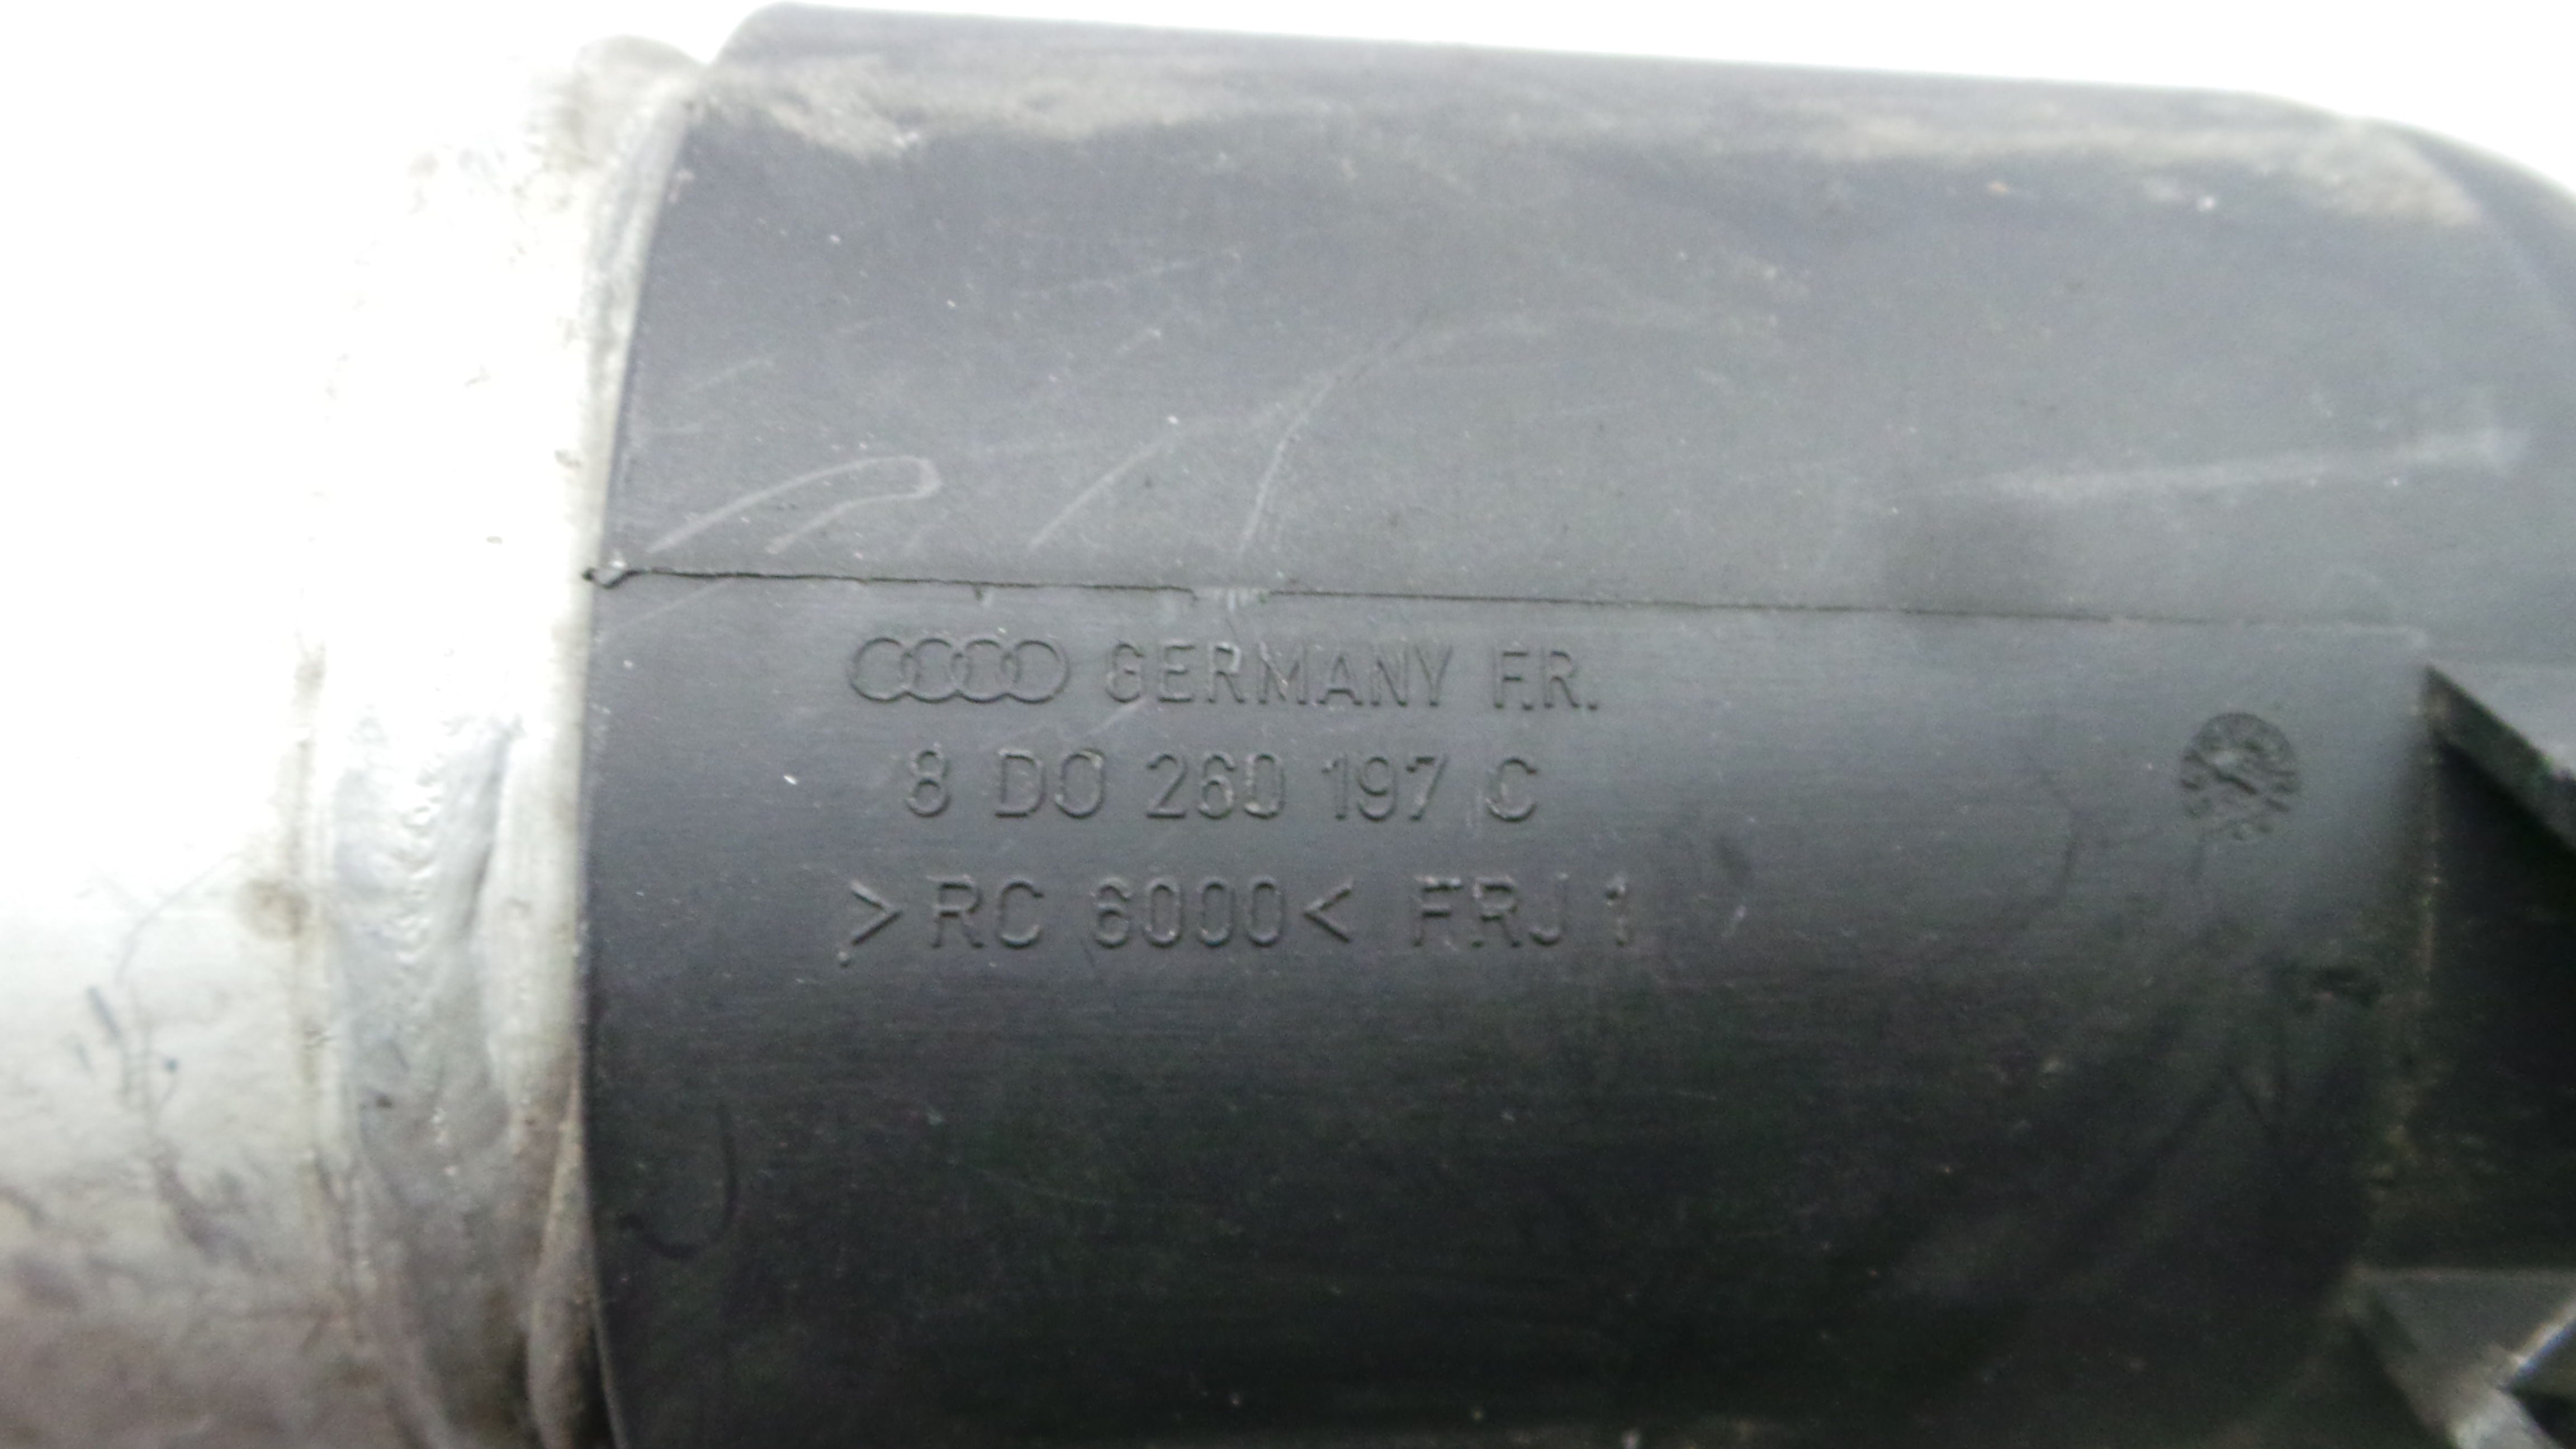 GERMANY F.R.
8 D0 260 197 C
>RC 6000< FRJ 1